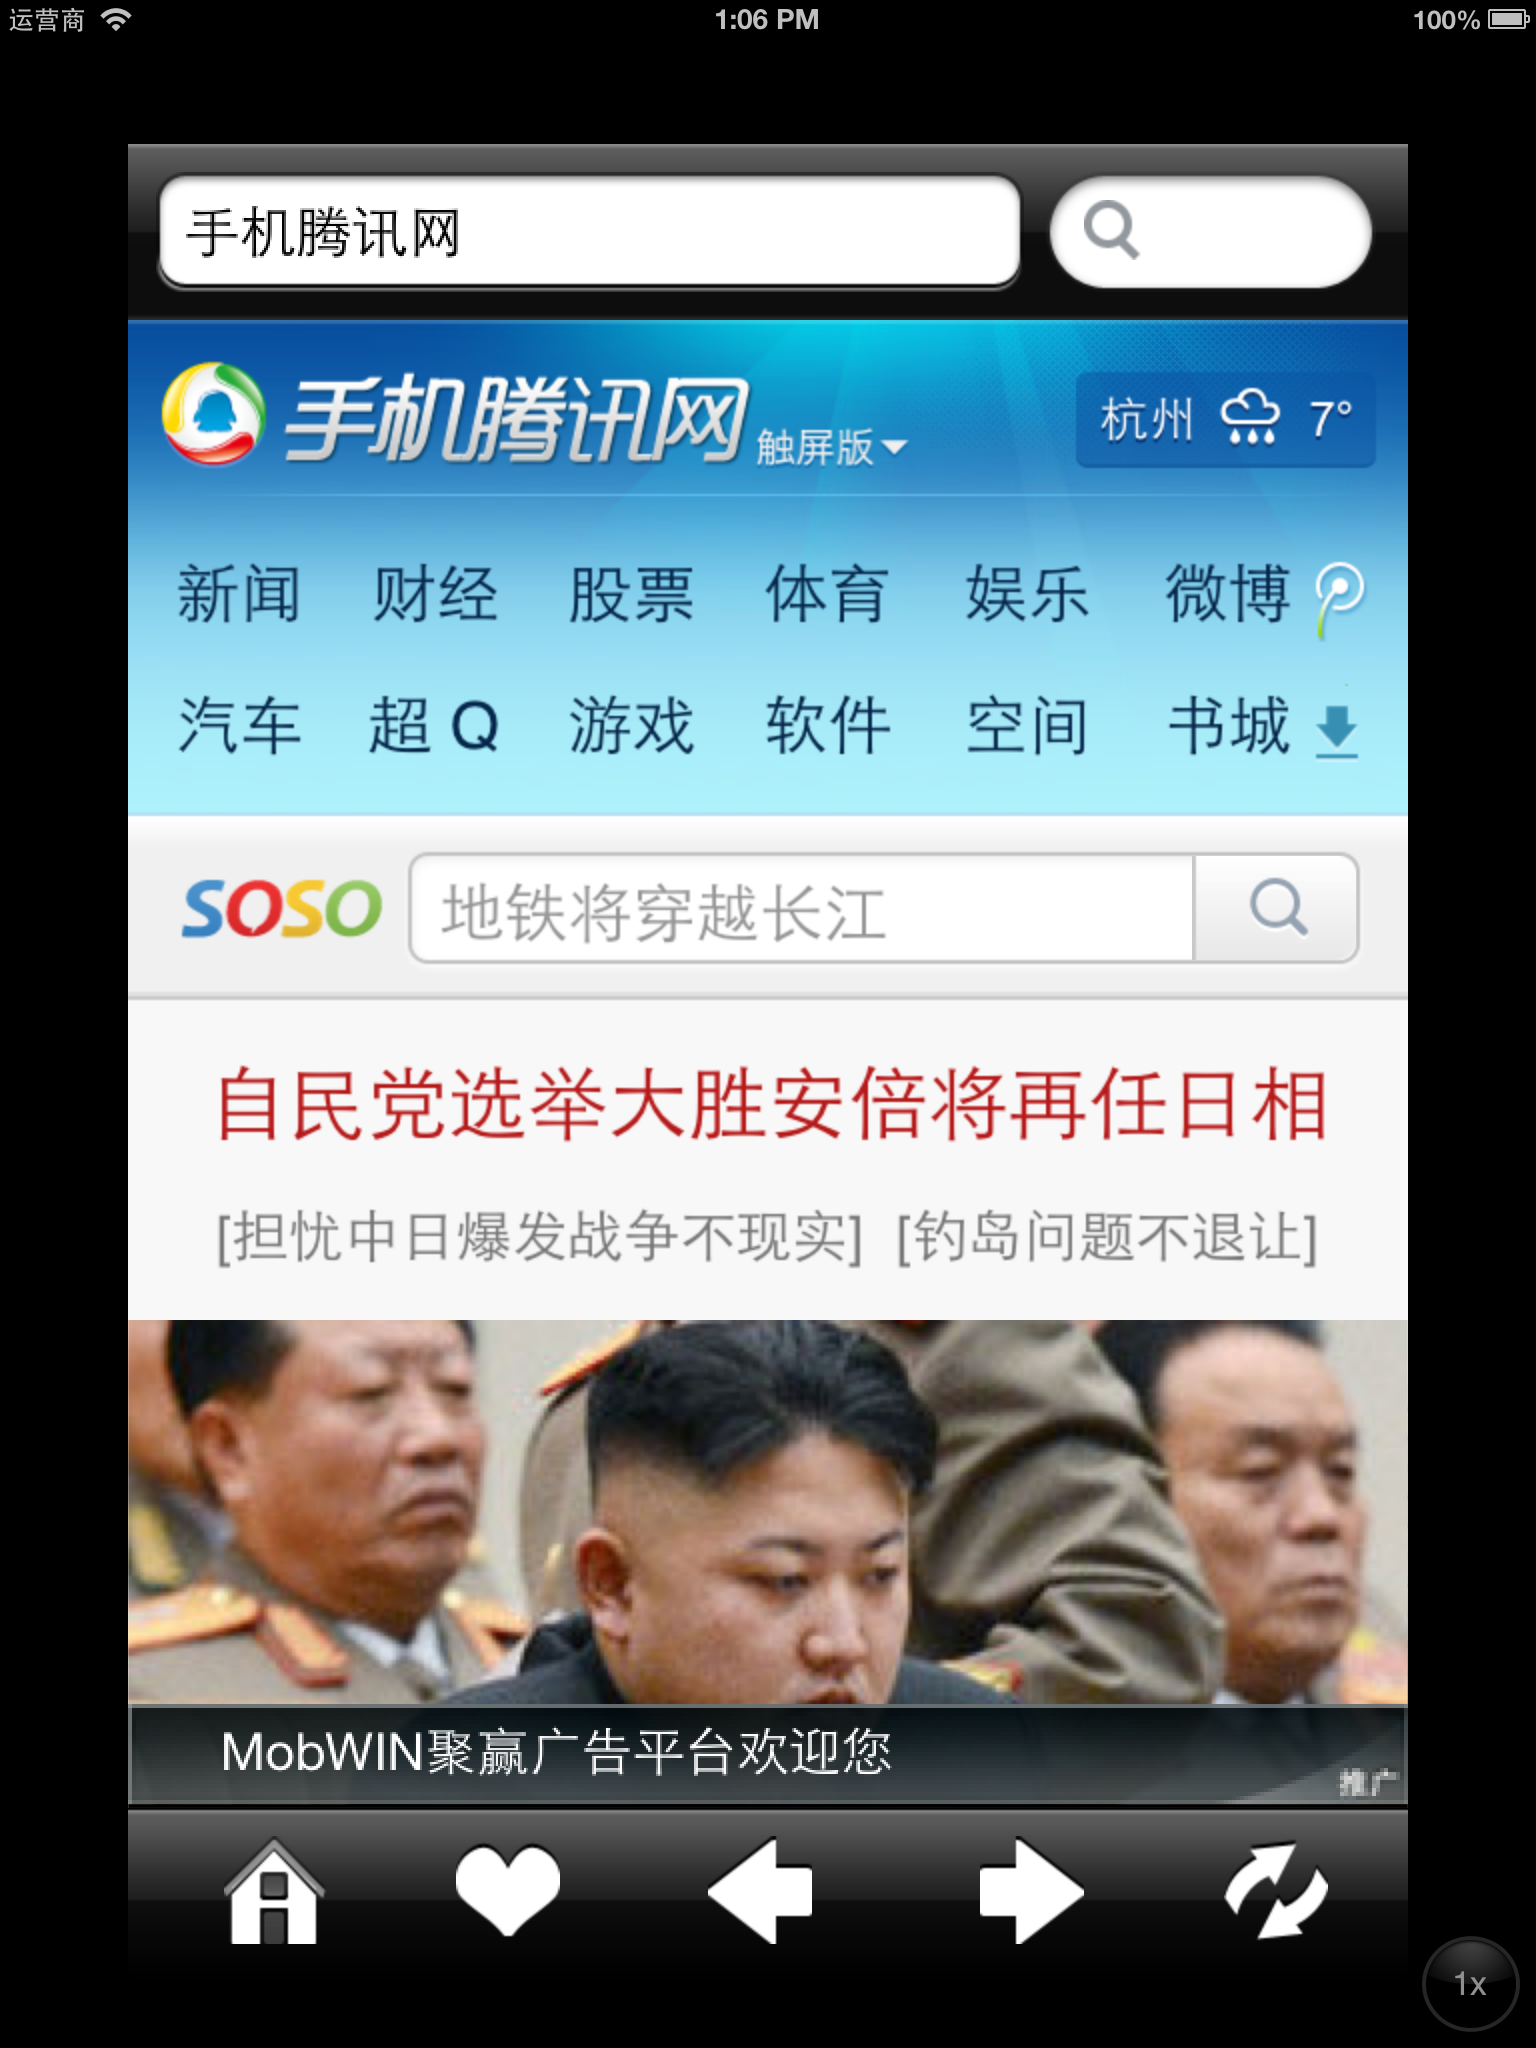 运营商 1:06 PM 100%
手机腾讯网
手机腾讯网 触屏版 杭州 7°
新闻 财经 股票 体育 娱乐 微博
汽车 超Q 游戏 软件 空间 书城
SOSO 地铁将穿越长江
自民党选举大胜安倍将再任日相
[担忧中日爆发战争不现实] [钓岛问题不退让]
MobWIN聚赢广告平台欢迎您
推广
1x